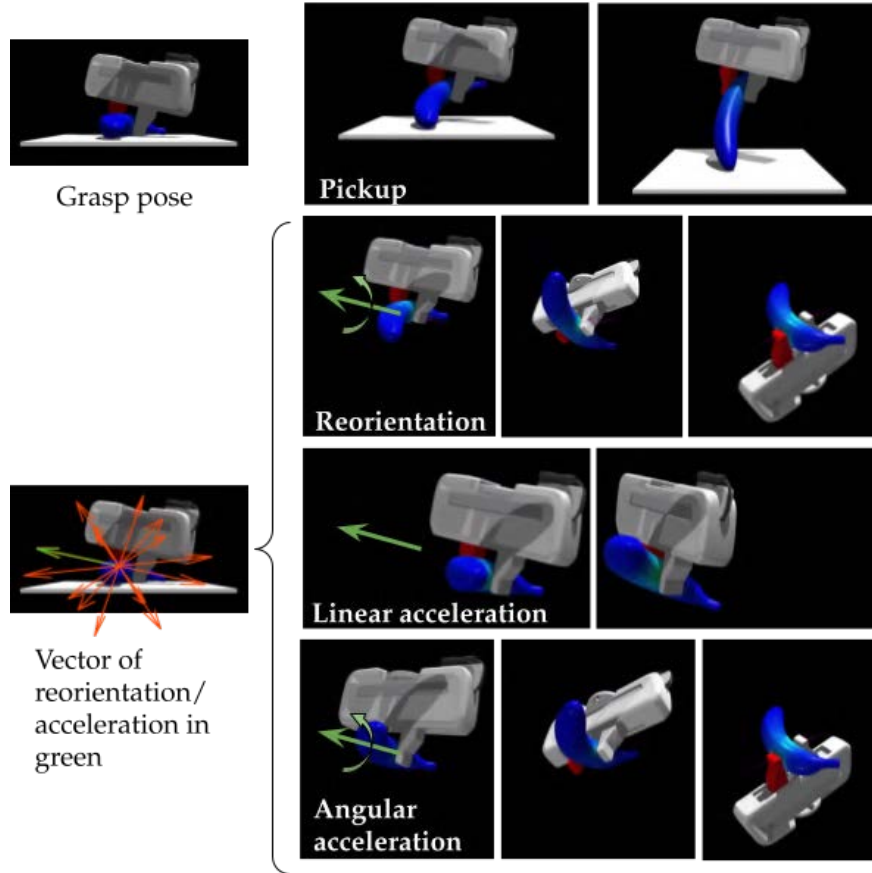 Grasp pose
Pickup
Reorientation
Linear acceleration
Vector of
reorientation/
acceleration in
green
Angular
acceleration